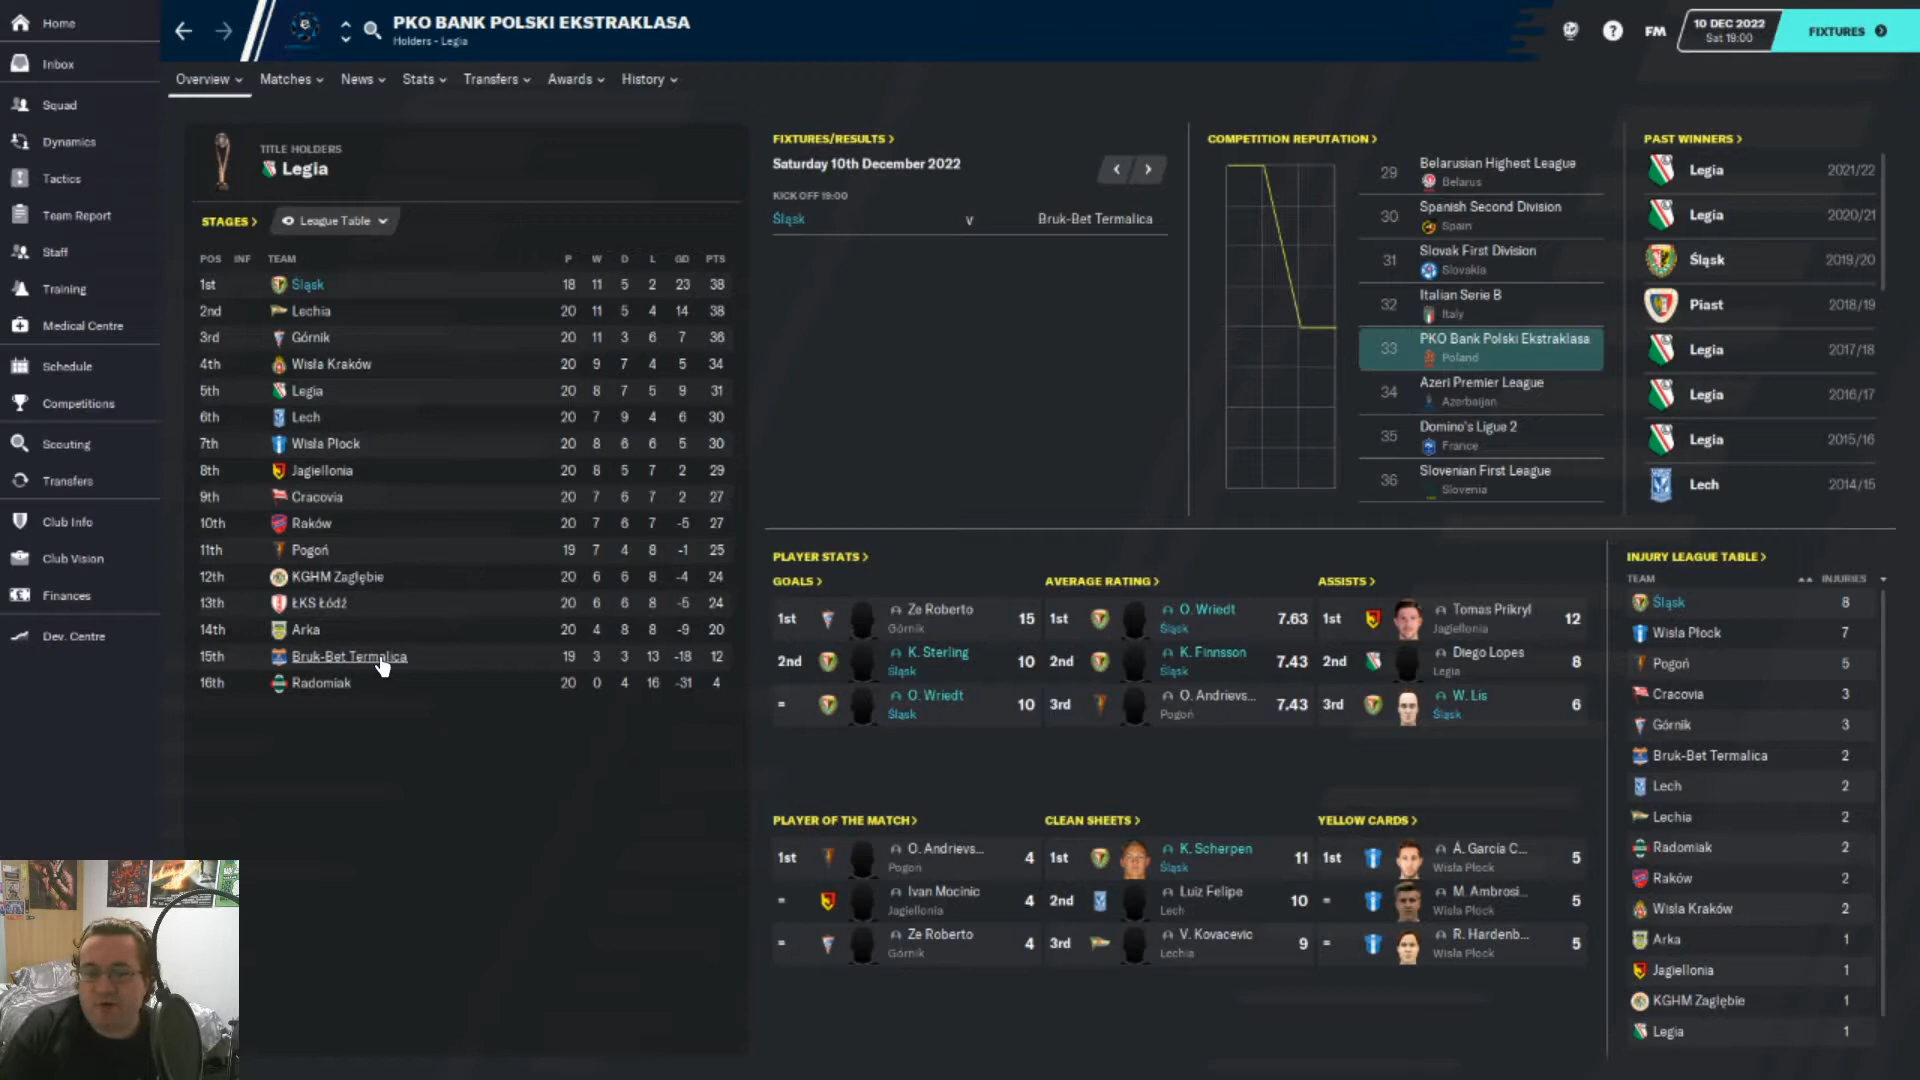 Home
Inbox
Squad
Dynamics
Tactics
Team Report
Staff
Training
Medical Centre
Schedule
Competitions
Scouting
Transfers
Club Info
Club Vision
Finances
Dev. Centre
PKO BANK POLSKI EKSTRAKLASA
Holders - Legia
FM
10 DEC 2022
Sat 19:00
FIXTURES
Overview
Matches
News
Stats
Transfers
Awards
History
TITLE HOLDERS
Legia
STAGES >
League Table
POS INF TEAM P W D L GD PTS
1st Śląsk 18 11 5 2 23 38
2nd Lechia 20 11 5 4 14 38
3rd Górnik 20 11 3 6 7 36
4th Wisła Kraków 20 9 7 4 5 34
5th Legia 20 8 7 5 9 31
6th Lech 20 7 9 4 6 30
7th Wisła Płock 20 8 6 6 5 30
8th Jagiellonia 20 8 5 7 2 29
9th Cracovia 20 7 6 7 2 27
10th Raków 20 7 6 7 -5 27
11th Pogoń 19 7 4 8 -1 25
12th KGHM Zagłębie 20 6 6 8 -4 24
13th ŁKS Łódź 20 6 6 8 -5 24
14th Arka 20 4 8 8 -9 20
15th Bruk-Bet Termalica 19 3 3 13 -18 12
16th Radomiak 20 0 4 16 -31 4
FIXTURES/RESULTS >
Saturday 10th December 2022
KICK OFF 19:00
Śląsk v Bruk-Bet Termalica
COMPETITION REPUTATION >
29 Belarusian Highest League
Belarus
30 Spanish Second Division
Spain
31 Slovak First Division
Slovakia
32 Italian Serie B
Italy
33 PKO Bank Polski Ekstraklasa
Poland
34 Azeri Premier League
Azerbaijan
35 Domino's Ligue 2
France
36 Slovenian First League
Slovenia
PAST WINNERS >
Legia 2021/22
Legia 2020/21
Śląsk 2019/20
Piast 2018/19
Legia 2017/18
Legia 2016/17
Legia 2015/16
Lech 2014/15
PLAYER STATS >
GOALS >
1st Ze Roberto 15
Górnik
2nd K. Sterling 10
Śląsk
= O. Wriedt 10
Śląsk
AVERAGE RATING >
1st O. Wriedt 7.63
Śląsk
2nd K. Finnsson 7.43
Śląsk
3rd O. Andrievs... 7.43
Pogoń
ASSISTS >
1st Tomas Prikryl 12
Jagiellonia
2nd Diego Lopes 8
Legia
3rd W. Lis 6
Śląsk
PLAYER OF THE MATCH >
1st O. Andrievs... 4
Pogoń
= Ivan Mocinic 4
Jagiellonia
= Ze Roberto 4
Górnik
CLEAN SHEETS >
1st K. Scherpen 11
Śląsk
2nd Luiz Felipe 10
Lech
3rd V. Kovacevic 9
Lechia
YELLOW CARDS >
1st Á. García C... 5
Wisła Płock
= M. Ambrosi... 5
Wisła Płock
= R. Hardenb... 5
Wisła Płock
INJURY LEAGUE TABLE >
TEAM INJURIES
Śląsk 8
Wisła Płock 7
Pogoń 5
Cracovia 3
Górnik 3
Bruk-Bet Termalica 2
Lech 2
Lechia 2
Radomiak 2
Raków 2
Wisła Kraków 2
Arka 1
Jagiellonia 1
KGHM Zagłębie 1
Legia 1